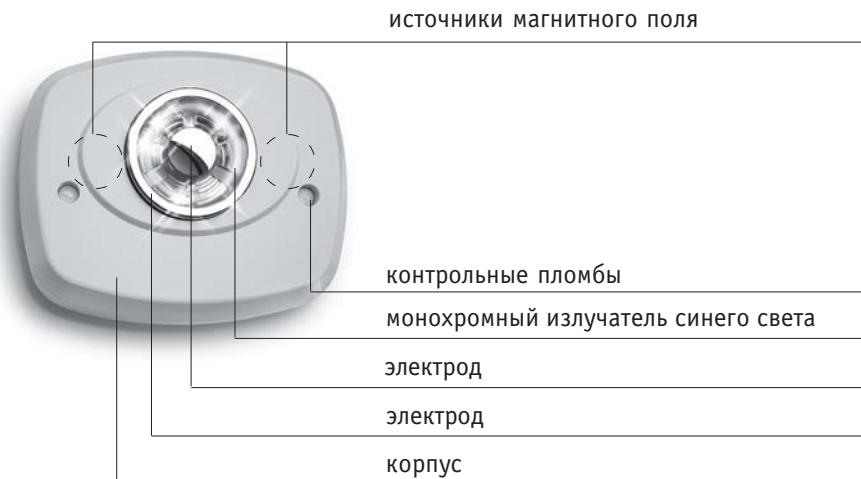 источники магнитного поля
контрольные пломбы
монохромный излучатель синего света
электрод
электрод
корпус